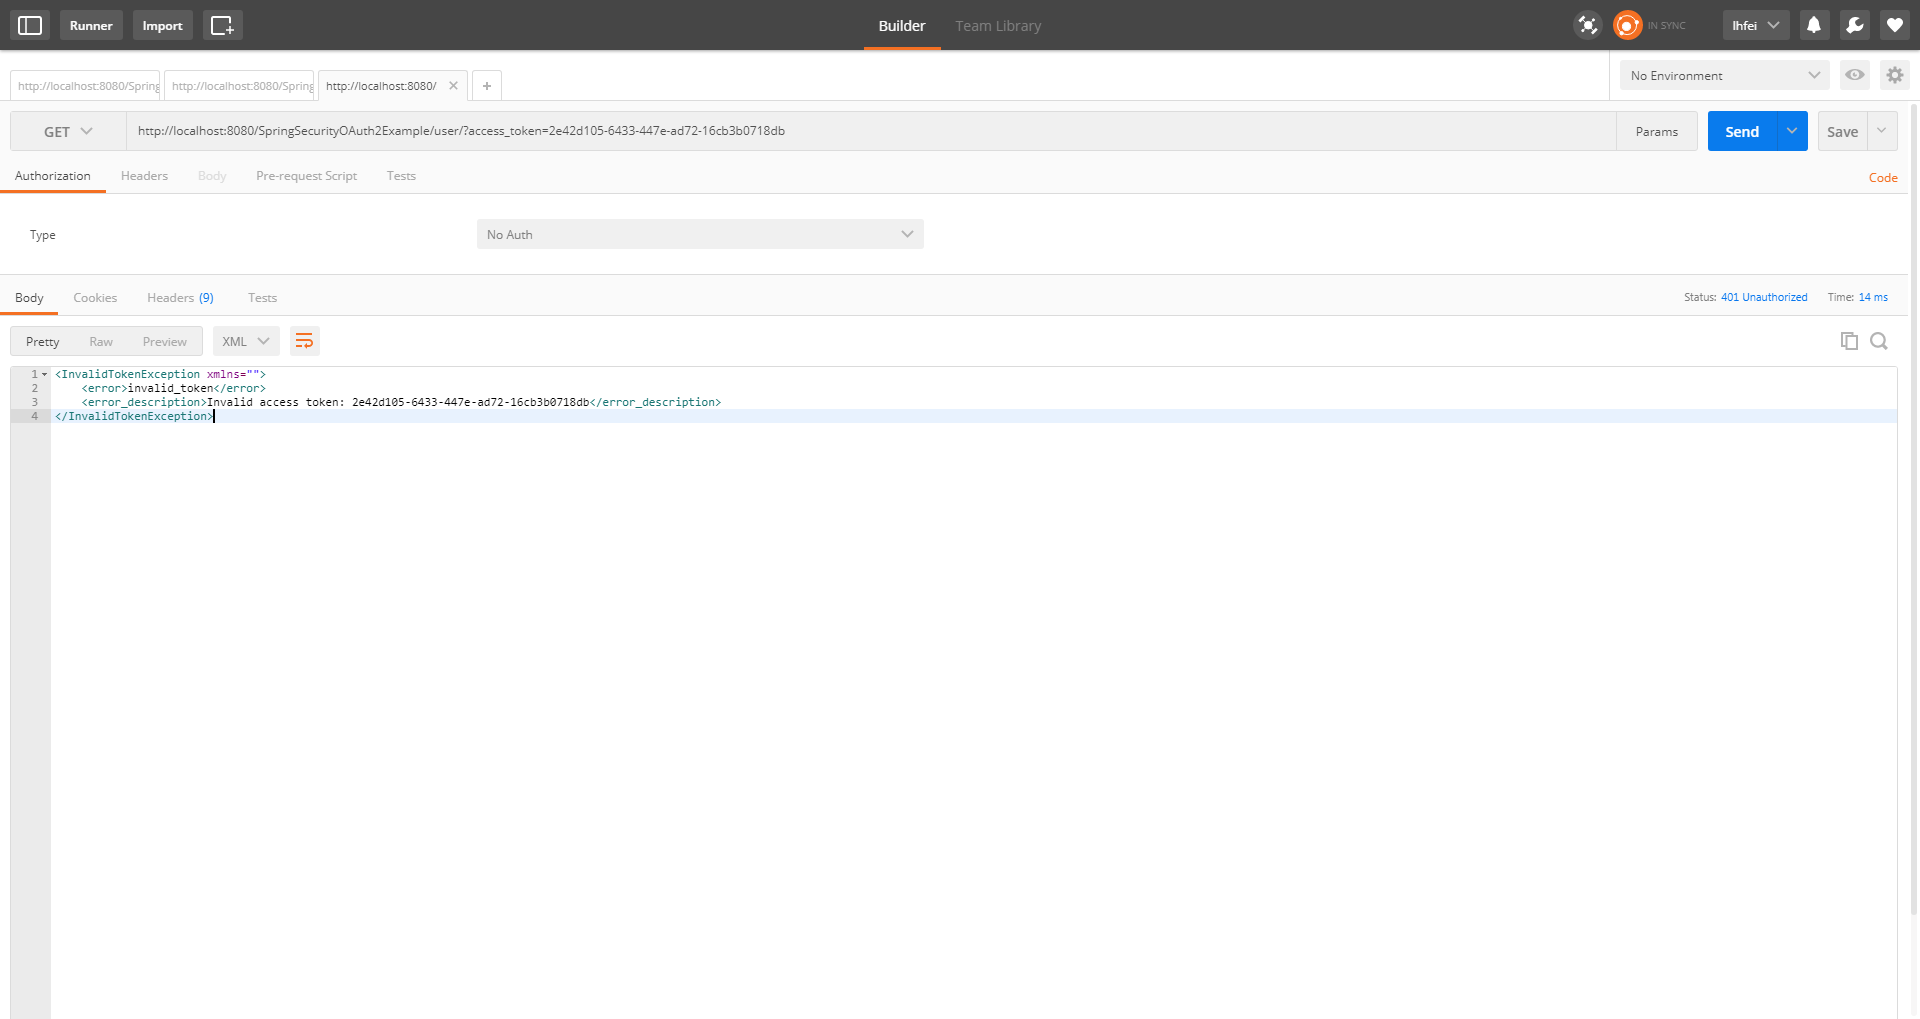 Runner Import Builder Team Library IN SYNC lhfei
http://localhost:8080/Spring http://localhost:8080/Spring http://localhost:8080/ No Environment
GET http://localhost:8080/SpringSecurityOAuth2Example/user/?access_token=2e42d105-6433-447e-ad72-16cb3b0718db Params Send Save
Authorization Headers Body Pre-request Script Tests Code
Type No Auth
Body Cookies Headers (9) Tests Status: 401 Unauthorized Time: 14 ms
Pretty Raw Preview XML
1 <InvalidTokenException xmlns="">
2 <error>invalid_token</error>
3 <error_description>Invalid access token: 2e42d105-6433-447e-ad72-16cb3b0718db</error_description>
4 </InvalidTokenException>